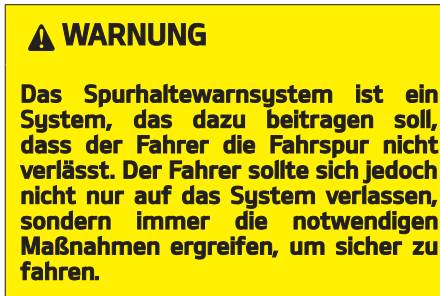 WARNUNG
Das Spurhaltewarnsystem ist ein
System, das dazu beitragen soll,
dass der Fahrer die Fahrspur nicht
verlässt. Der Fahrer sollte sich jedoch
nicht nur auf das System verlassen,
sondern immer die notwendigen
Maßnahmen ergreifen, um sicher zu
fahren.